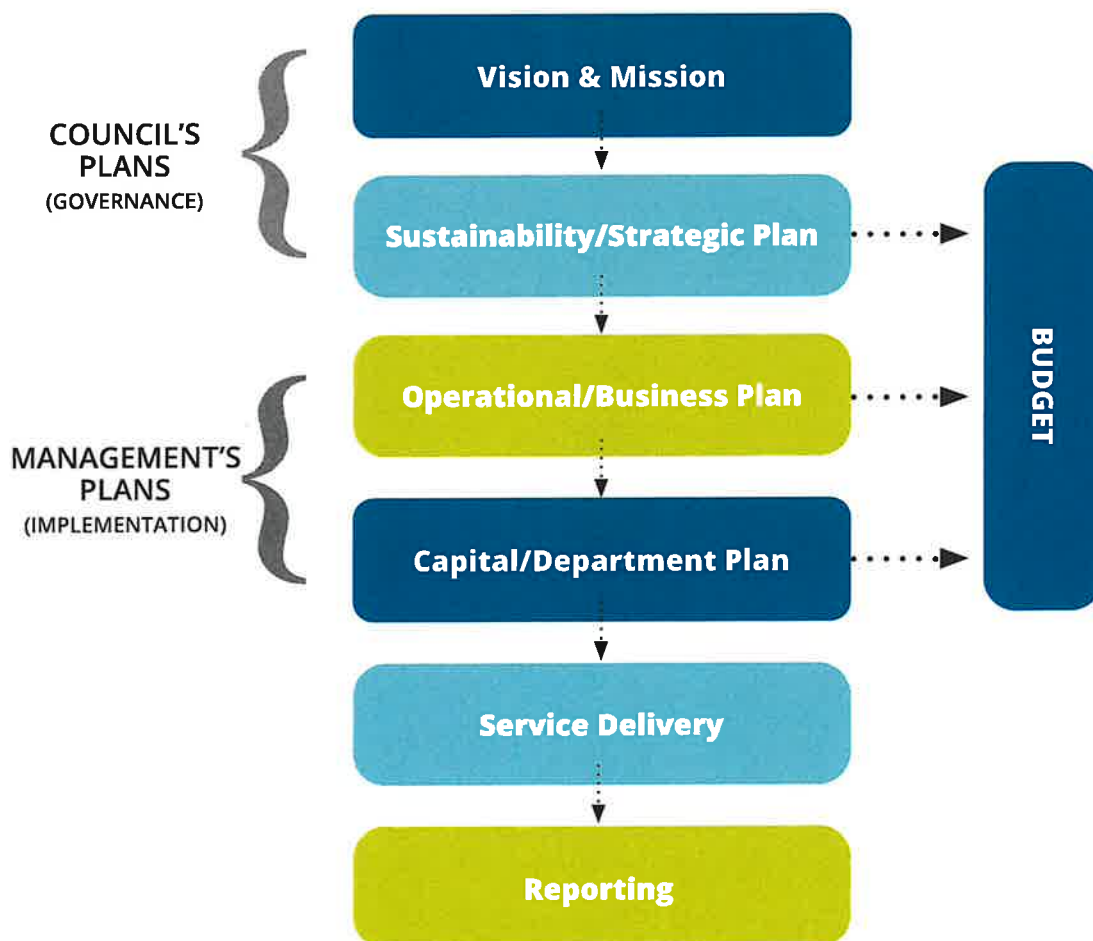 Vision & Mission
COUNCIL'S
PLANS
(GOVERNANCE)
Sustainability/Strategic Plan
BUDGET
Operational/Business Plan
MANAGEMENT'S
PLANS
(IMPLEMENTATION)
Capital/Department Plan
Service Delivery
Reporting